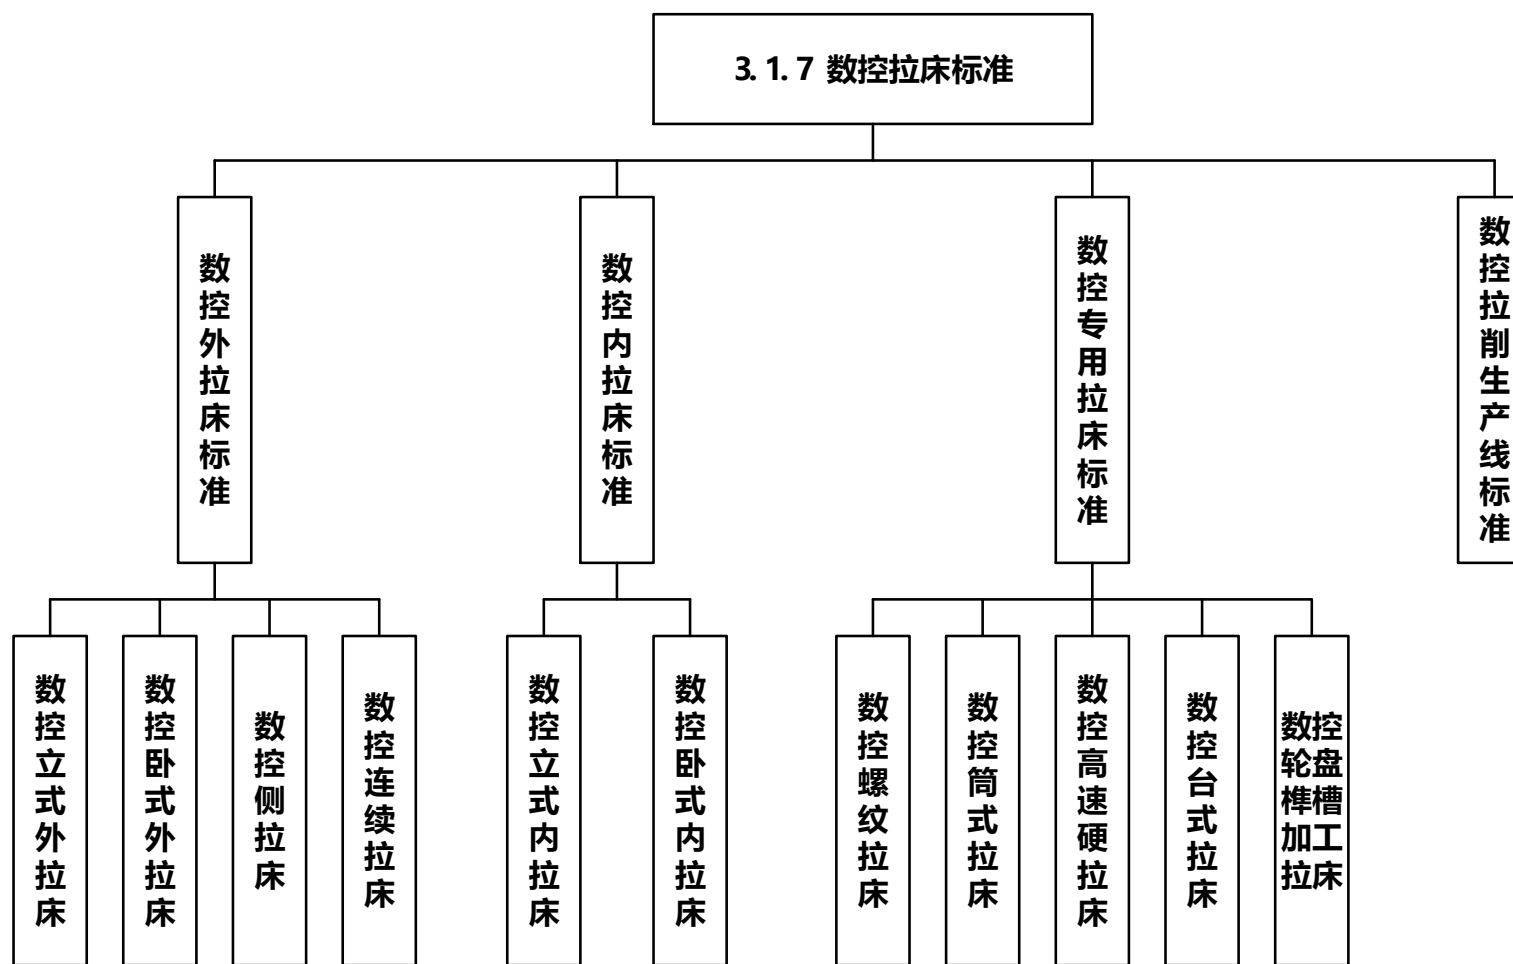 3.1.7 数控拉床标准
数控外拉床标准
数控内拉床标准
数控专用拉床标准
数控拉削生产线标准
数控立式外拉床
数控卧式外拉床
数控侧拉床
数控连续拉床
数控立式内拉床
数控卧式内拉床
数控螺纹拉床
数控筒式拉床
数控高速硬拉床
数控台式拉床
数控
轮盘
榫槽
加工
拉床